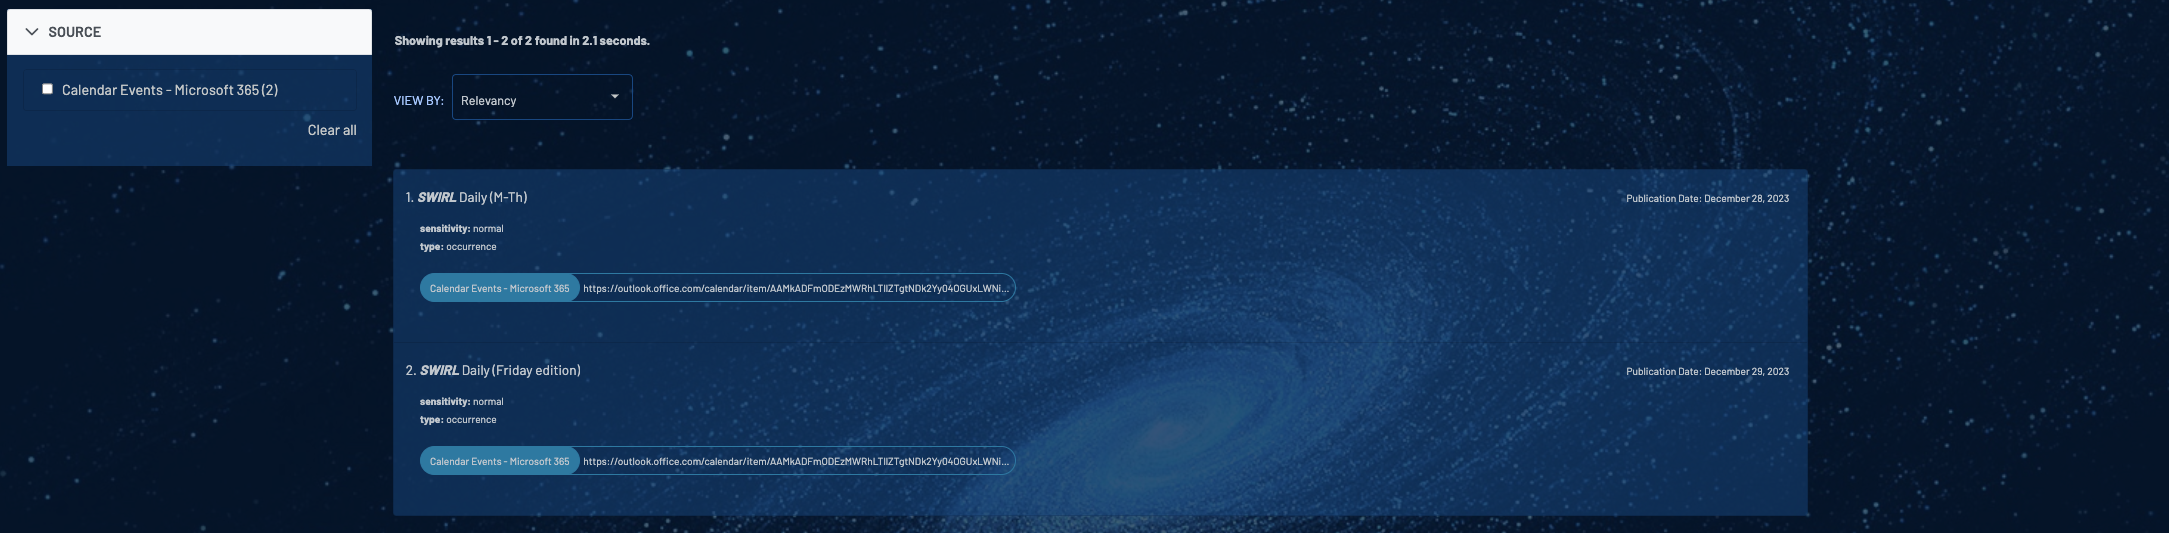 SOURCE
Calendar Events - Microsoft 365 (2)
Clear all
Showing results 1 - 2 of 2 found in 2.1 seconds.
VIEW BY: Relevancy
1. SWIRL Daily (M-Th) Publication Date: December 28, 2023
sensitivity: normal
type: occurrence
Calendar Events - Microsoft 365 https://outlook.office.com/calendar/item/AAMkADFmODEzMWRhLTllZTgtNDk2Yy04OGUxLWNi...
2. SWIRL Daily (Friday edition) Publication Date: December 29, 2023
sensitivity: normal
type: occurrence
Calendar Events - Microsoft 365 https://outlook.office.com/calendar/item/AAMkADFmODEzMWRhLTllZTgtNDk2Yy04OGUxLWNi...